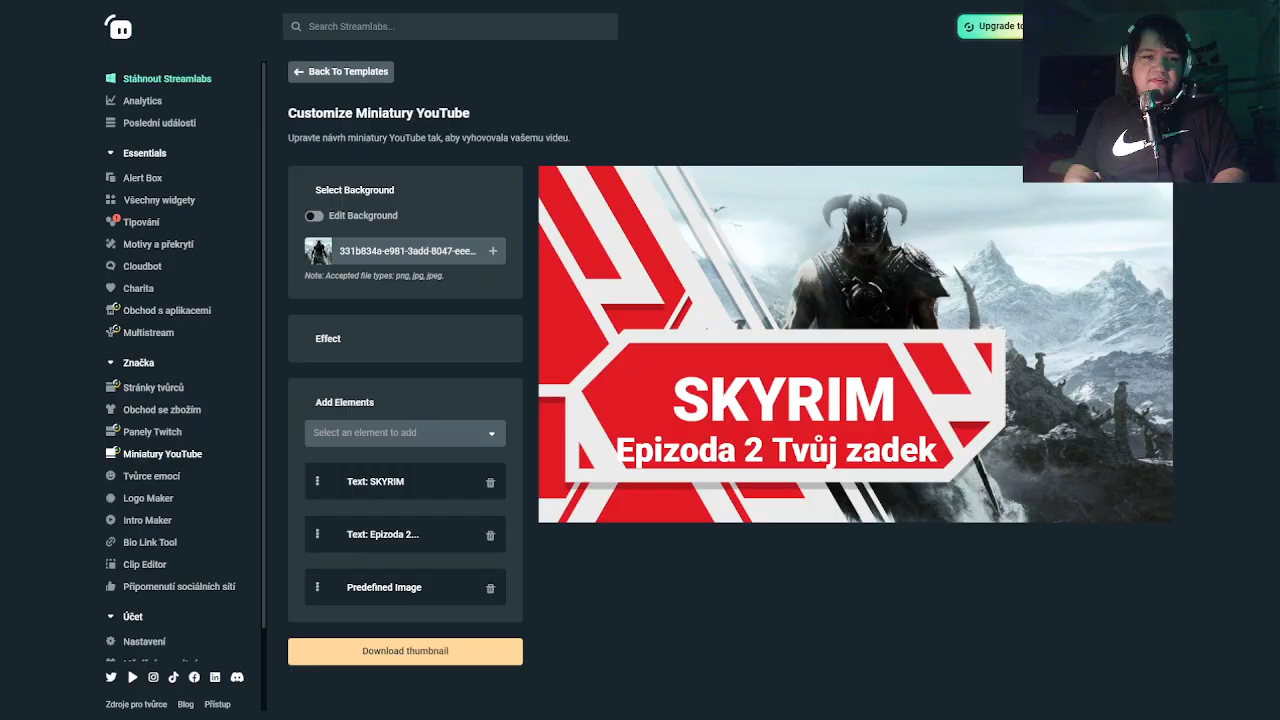 Search Streamlabs...
Upgrade to
Stáhnout Streamlabs
Analytics
Poslední události
Essentials
Alert Box
Všechny widgety
Tipování
Motivy a překrytí
Cloudbot
Charita
Obchod s aplikacemi
Multistream
Značka
Stránky tvůrců
Obchod se zbožím
Panely Twitch
Miniatury YouTube
Tvůrce emocí
Logo Maker
Intro Maker
Bio Link Tool
Clip Editor
Připomenutí sociálních sítí
Účet
Nastavení
Zdroje pro tvůrce
Blog
Přístup
Back To Templates
Customize Miniatury YouTube
Upravte návrh miniatury YouTube tak, aby vyhovovala vašemu videu.
Select Background
Edit Background
331b834a-e981-3add-8047-eee...
Note: Accepted file types: png, jpg, jpeg.
Effect
Add Elements
Select an element to add
Text: SKYRIM
Text: Epizoda 2...
Predefined Image
Download thumbnail
SKYRIM
Epizoda 2 Tvůj zadek